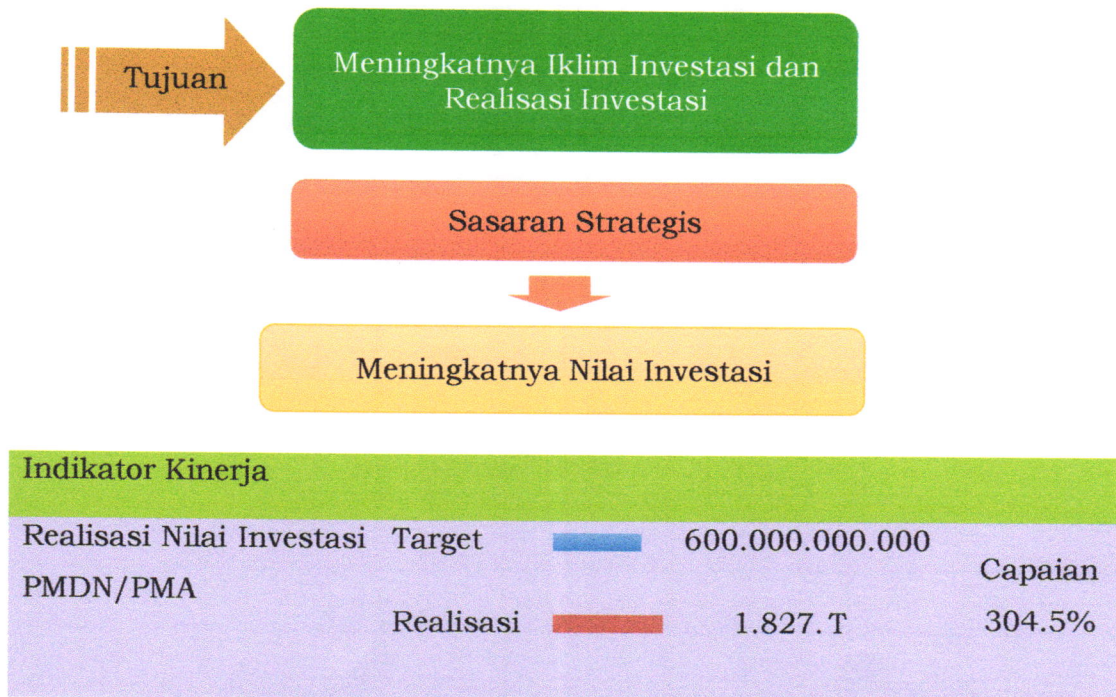 Tujuan
Meningkatnya Iklim Investasi dan
Realisasi Investasi
Sasaran Strategis
Meningkatnya Nilai Investasi
Indikator Kinerja
Realisasi Nilai Investasi Target 600.000.000.000
Capaian
PMDN/PMA
Realisasi 1.827.T 304.5%